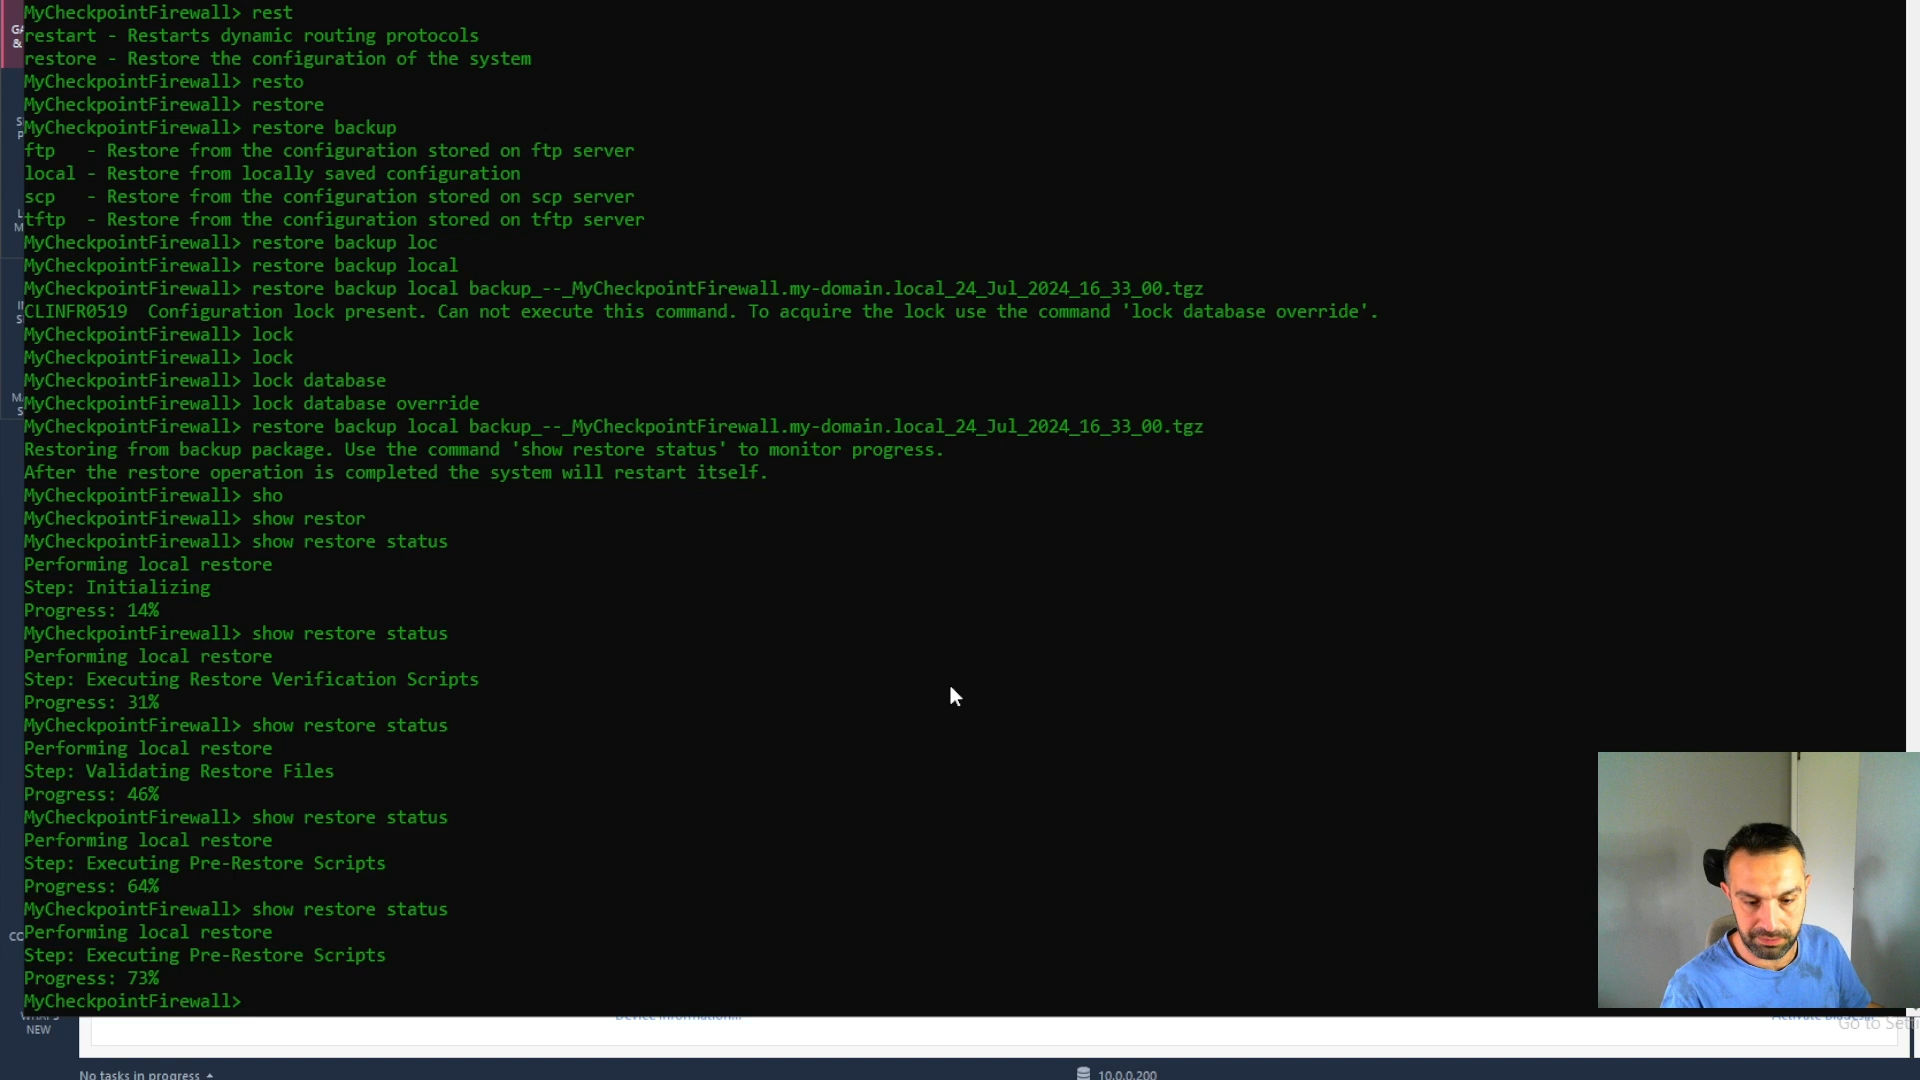 MyCheckpointFirewall> rest
restart - Restarts dynamic routing protocols
restore - Restore the configuration of the system
MyCheckpointFirewall> resto
MyCheckpointFirewall> restore
MyCheckpointFirewall> restore backup
ftp   - Restore from the configuration stored on ftp server
local - Restore from locally saved configuration
scp   - Restore from the configuration stored on scp server
tftp  - Restore from the configuration stored on tftp server
MyCheckpointFirewall> restore backup loc
MyCheckpointFirewall> restore backup local
MyCheckpointFirewall> restore backup local backup_--_MyCheckpointFirewall.my-domain.local_24_Jul_2024_16_33_00.tgz
CLINFR0519  Configuration lock present. Can not execute this command. To acquire the lock use the command 'lock database override'.
MyCheckpointFirewall> lock
MyCheckpointFirewall> lock
MyCheckpointFirewall> lock database
MyCheckpointFirewall> lock database override
MyCheckpointFirewall> restore backup local backup_--_MyCheckpointFirewall.my-domain.local_24_Jul_2024_16_33_00.tgz
Restoring from backup package. Use the command 'show restore status' to monitor progress.
After the restore operation is completed the system will restart itself.
MyCheckpointFirewall> sho
MyCheckpointFirewall> show restor
MyCheckpointFirewall> show restore status
Performing local restore
Step: Initializing
Progress: 14%
MyCheckpointFirewall> show restore status
Performing local restore
Step: Executing Restore Verification Scripts
Progress: 31%
MyCheckpointFirewall> show restore status
Performing local restore
Step: Validating Restore Files
Progress: 46%
MyCheckpointFirewall> show restore status
Performing local restore
Step: Executing Pre-Restore Scripts
Progress: 64%
MyCheckpointFirewall> show restore status
Performing local restore
Step: Executing Pre-Restore Scripts
Progress: 73%
MyCheckpointFirewall>
WHAT'S
NEW
Device Information...
Go to
No tasks in progress
10.0.0.200